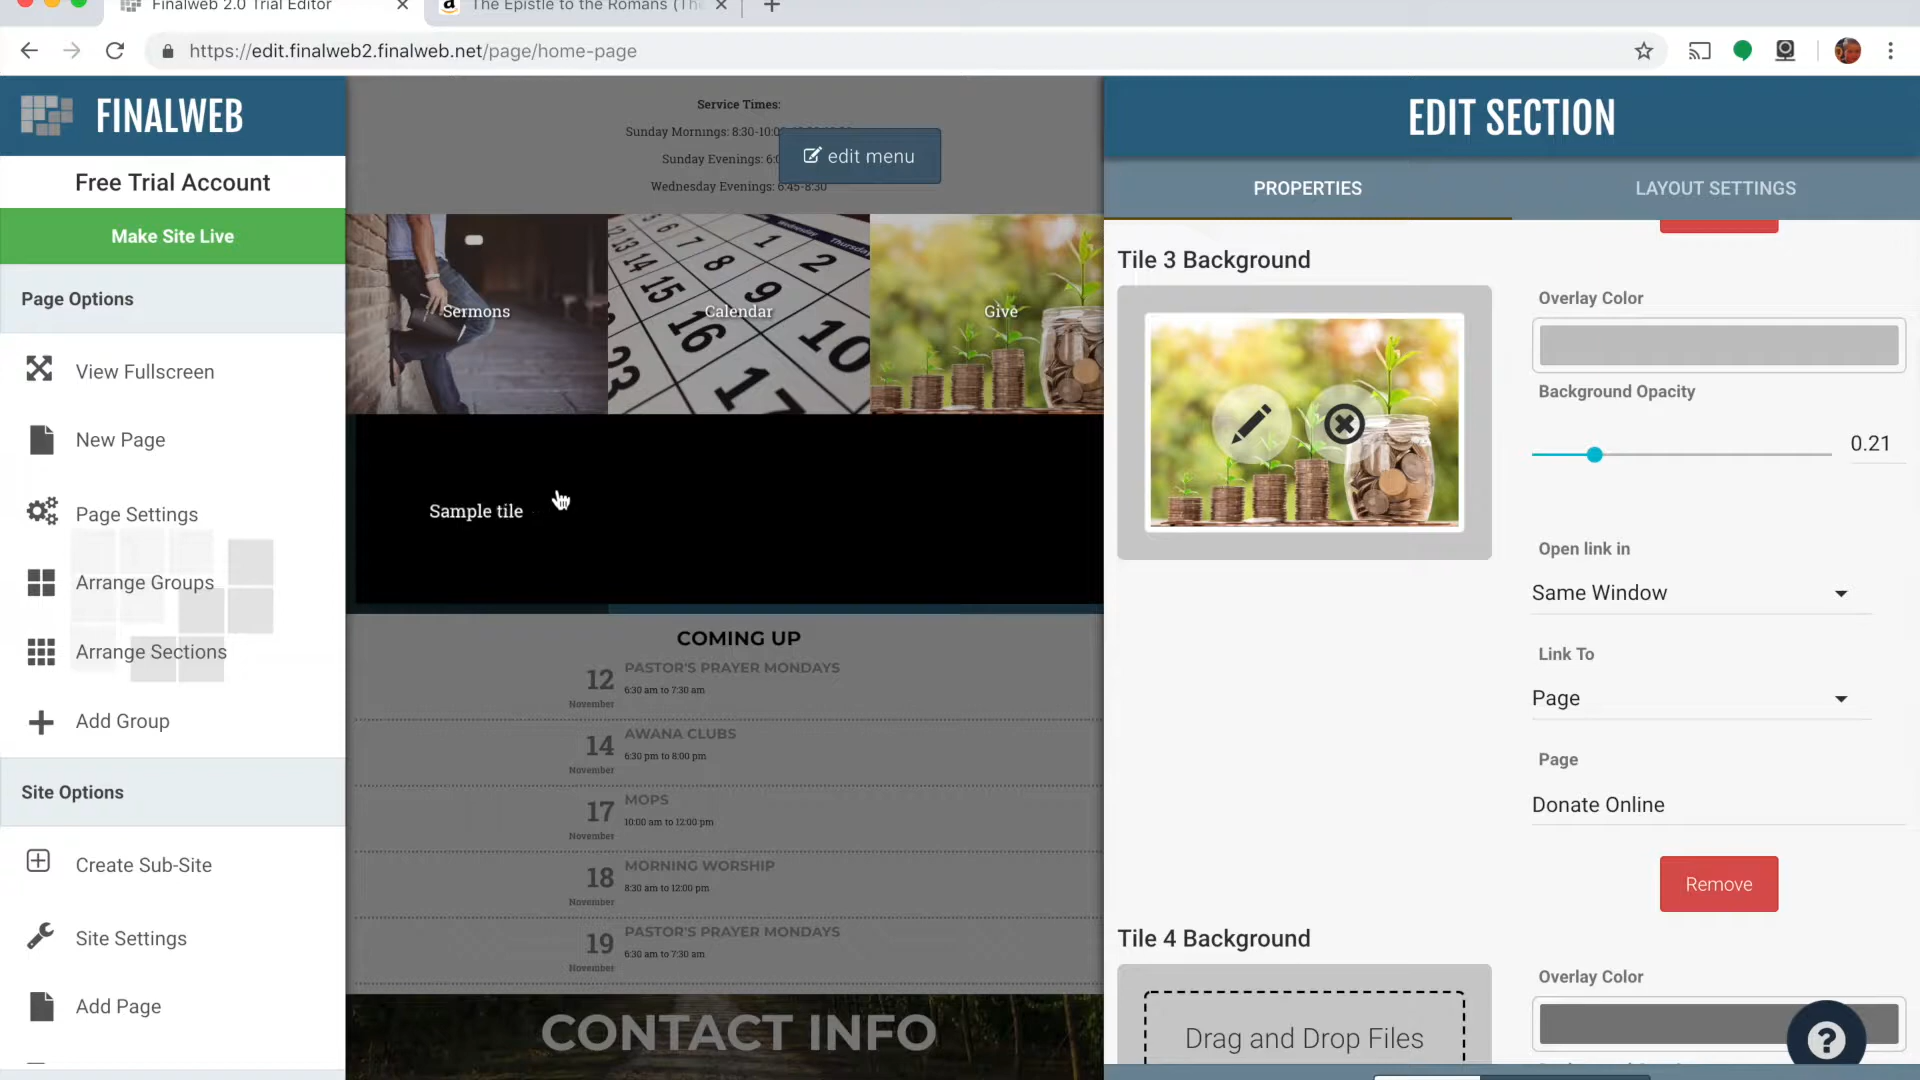 Finalweb 2.0 Trial Editor
The Epistle to the Romans (The
https://edit.finalweb2.finalweb.net/page/home-page
FINALWEB
Free Trial Account
Make Site Live
Page Options
View Fullscreen
New Page
Page Settings
Arrange Groups
Arrange Sections
Add Group
Site Options
Create Sub-Site
Site Settings
Add Page
Service Times:
Sunday Mornings: 8:30-10:0
Sunday Evenings: 6:0
Wednesday Evenings: 6:45-8:30
edit menu
Sermons
Calendar
Give
Sample tile
COMING UP
12
November
PASTOR'S PRAYER MONDAYS
6:30 am to 7:30 am
14
November
AWANA CLUBS
6:30 pm to 8:00 pm
17
November
MOPS
10:00 am to 12:00 pm
18
November
MORNING WORSHIP
8:30 am to 12:00 pm
19
November
PASTOR'S PRAYER MONDAYS
6:30 am to 7:30 am
CONTACT INFO
EDIT SECTION
PROPERTIES
LAYOUT SETTINGS
Tile 3 Background
Overlay Color
Background Opacity
0.21
Open link in
Same Window
Link To
Page
Page
Donate Online
Remove
Tile 4 Background
Overlay Color
Drag and Drop Files